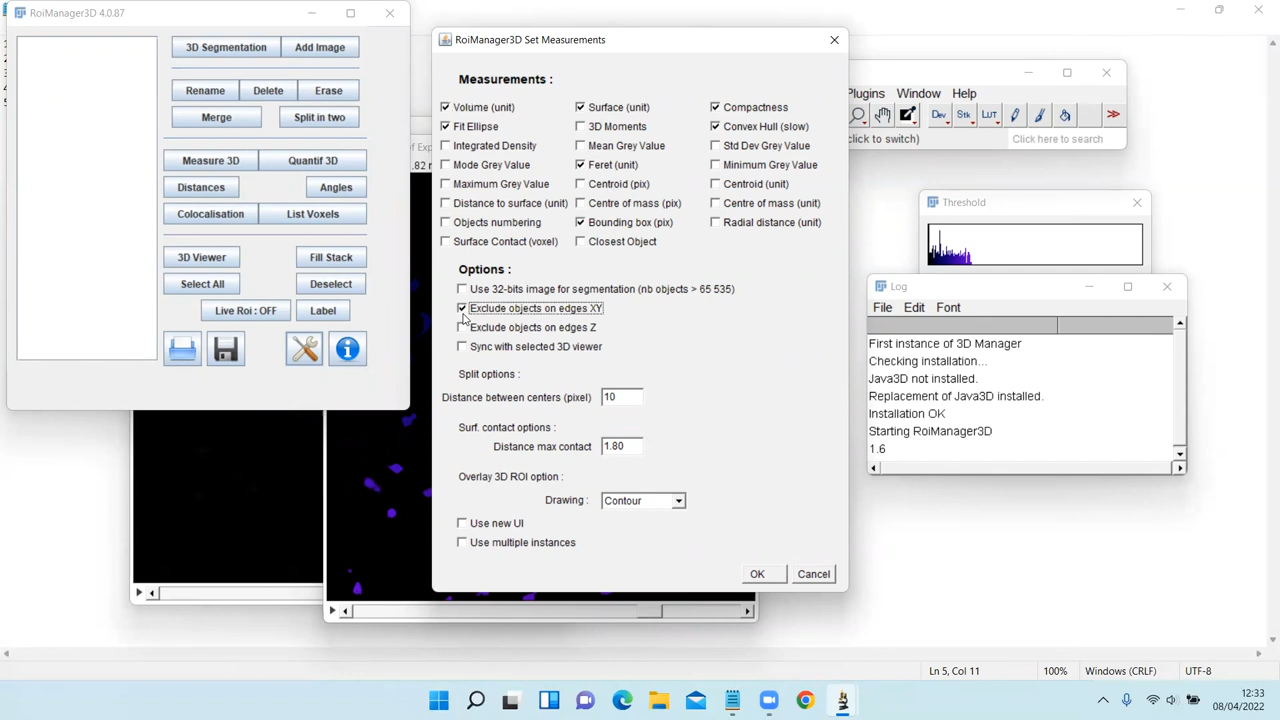 RoiManager3D 4.0.87
3D Segmentation Add Image
Rename Delete Erase
Merge Split in two
Measure 3D Quantif 3D
Distances Angles
Colocalisation List Voxels
3D Viewer Fill Stack
Select All Deselect
Live Roi : OFF Label
of Exp
.82 m
RoiManager3D Set Measurements
Measurements :
Volume (unit) Surface (unit) Compactness
Fit Ellipse 3D Moments Convex Hull (slow)
Integrated Density Mean Grey Value Std Dev Grey Value
Mode Grey Value Feret (unit) Minimum Grey Value
Maximum Grey Value Centroid (pix) Centroid (unit)
Distance to surface (unit) Centre of mass (pix) Centre of mass (unit)
Objects numbering Bounding box (pix) Radial distance (unit)
Surface Contact (voxel) Closest Object
Options :
Use 32-bits image for segmentation (nb objects > 65 535)
Exclude objects on edges XY
Exclude objects on edges Z
Sync with selected 3D viewer
Split options :
Distance between centers (pixel) 10
Surf. contact options :
Distance max contact 1.80
Overlay 3D ROI option :
Drawing : Contour
Use new UI
Use multiple instances
OK Cancel
Plugins Window Help
Dev Stk LUT >>
to switch) Click here to search
Threshold
Log
File Edit Font
First instance of 3D Manager
Checking installation...
Java3D not installed.
Replacement of Java3D installed.
Installation OK
Starting RoiManager3D
1.6
Ln 5, Col 11 100% Windows (CRLF) UTF-8
12:33
08/04/2022